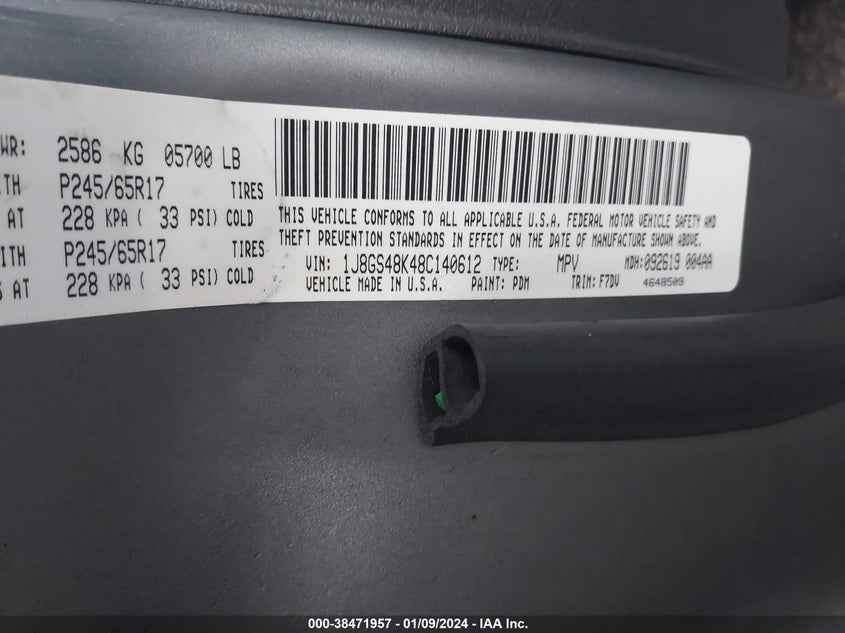 WR: 2586 KG 05700 LB
ITH P245/65R17 TIRES
AT 228 KPA ( 33 PSI) COLD
ITH P245/65R17 TIRES
S AT 228 KPA ( 33 PSI) COLD
THIS VEHICLE CONFORMS TO ALL APPLICABLE U.S.A. FEDERAL MOTOR VEHICLE SAFETY AND
THEFT PREVENTION STANDARDS IN EFFECT ON THE DATE OF MANUFACTURE SHOWN ABOVE.
VIN: 1J8GS48K48C140612 TYPE: MPV MDH:092619 004AA
VEHICLE MADE IN U.S.A. PAINT: PDM TRIM: F7DV 4648509
000-38471957 - 01/09/2024 - IAA Inc.